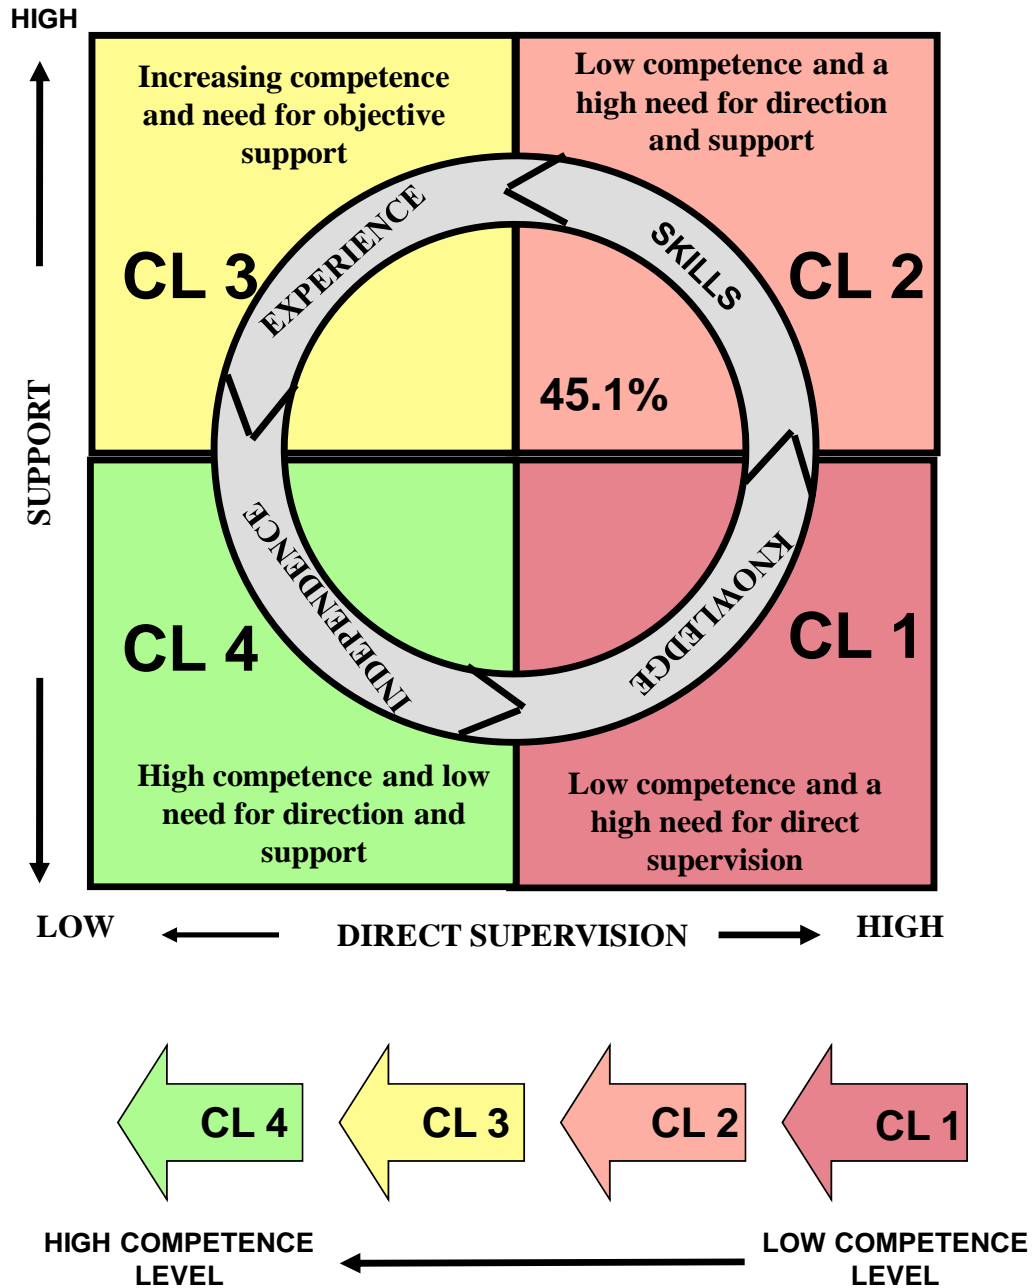 HIGH
Increasing competence
and need for objective
support
Low competence and a
high need for direction
and support
CL 3
EXPERIENCE
SKILLS
CL 2
45.1%
SUPPORT
CL 4
INDEPENDENCE
KNOWLEDGE
CL 1
High competence and low
need for direction and
support
Low competence and a
high need for direct
supervision
LOW
DIRECT SUPERVISION
HIGH
CL 4
CL 3
CL 2
CL 1
HIGH COMPETENCE
LEVEL
LOW COMPETENCE
LEVEL